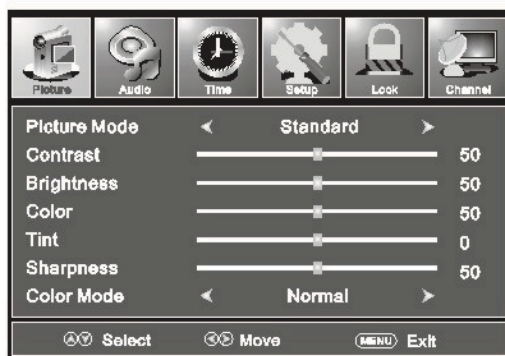 Picture Audio Time Setup Lock Channel
Picture Mode Standard
Contrast 50
Brightness 50
Color 50
Tint 0
Sharpness 50
Color Mode Normal
Select Move MENU Exit